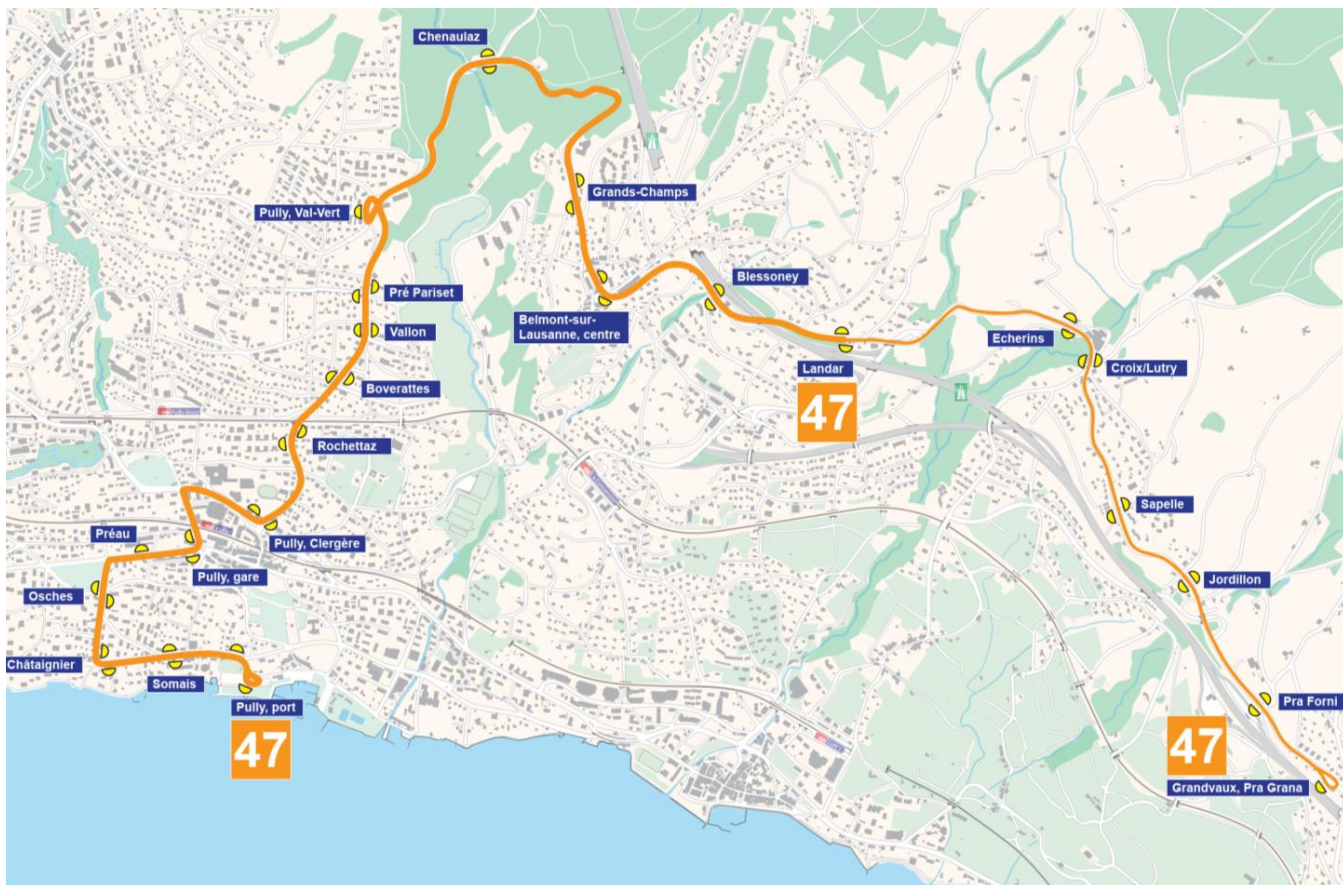 Chenaulaz
Grands-Champs
Pully, Val-Vert
Blessoney
Pré Pariset
Belmont-sur-
Lausanne, centre
Vallon
Echerins
Landar
Croix/Lutry
47
Boverattes
Rochettaz
Sapelle
Préau
Pully, Clergère
Pully, gare
Jordillon
Osches
Châtaignier
Somais
Pully, port
47
Pra Forni
47
Grandvaux, Pra Grana